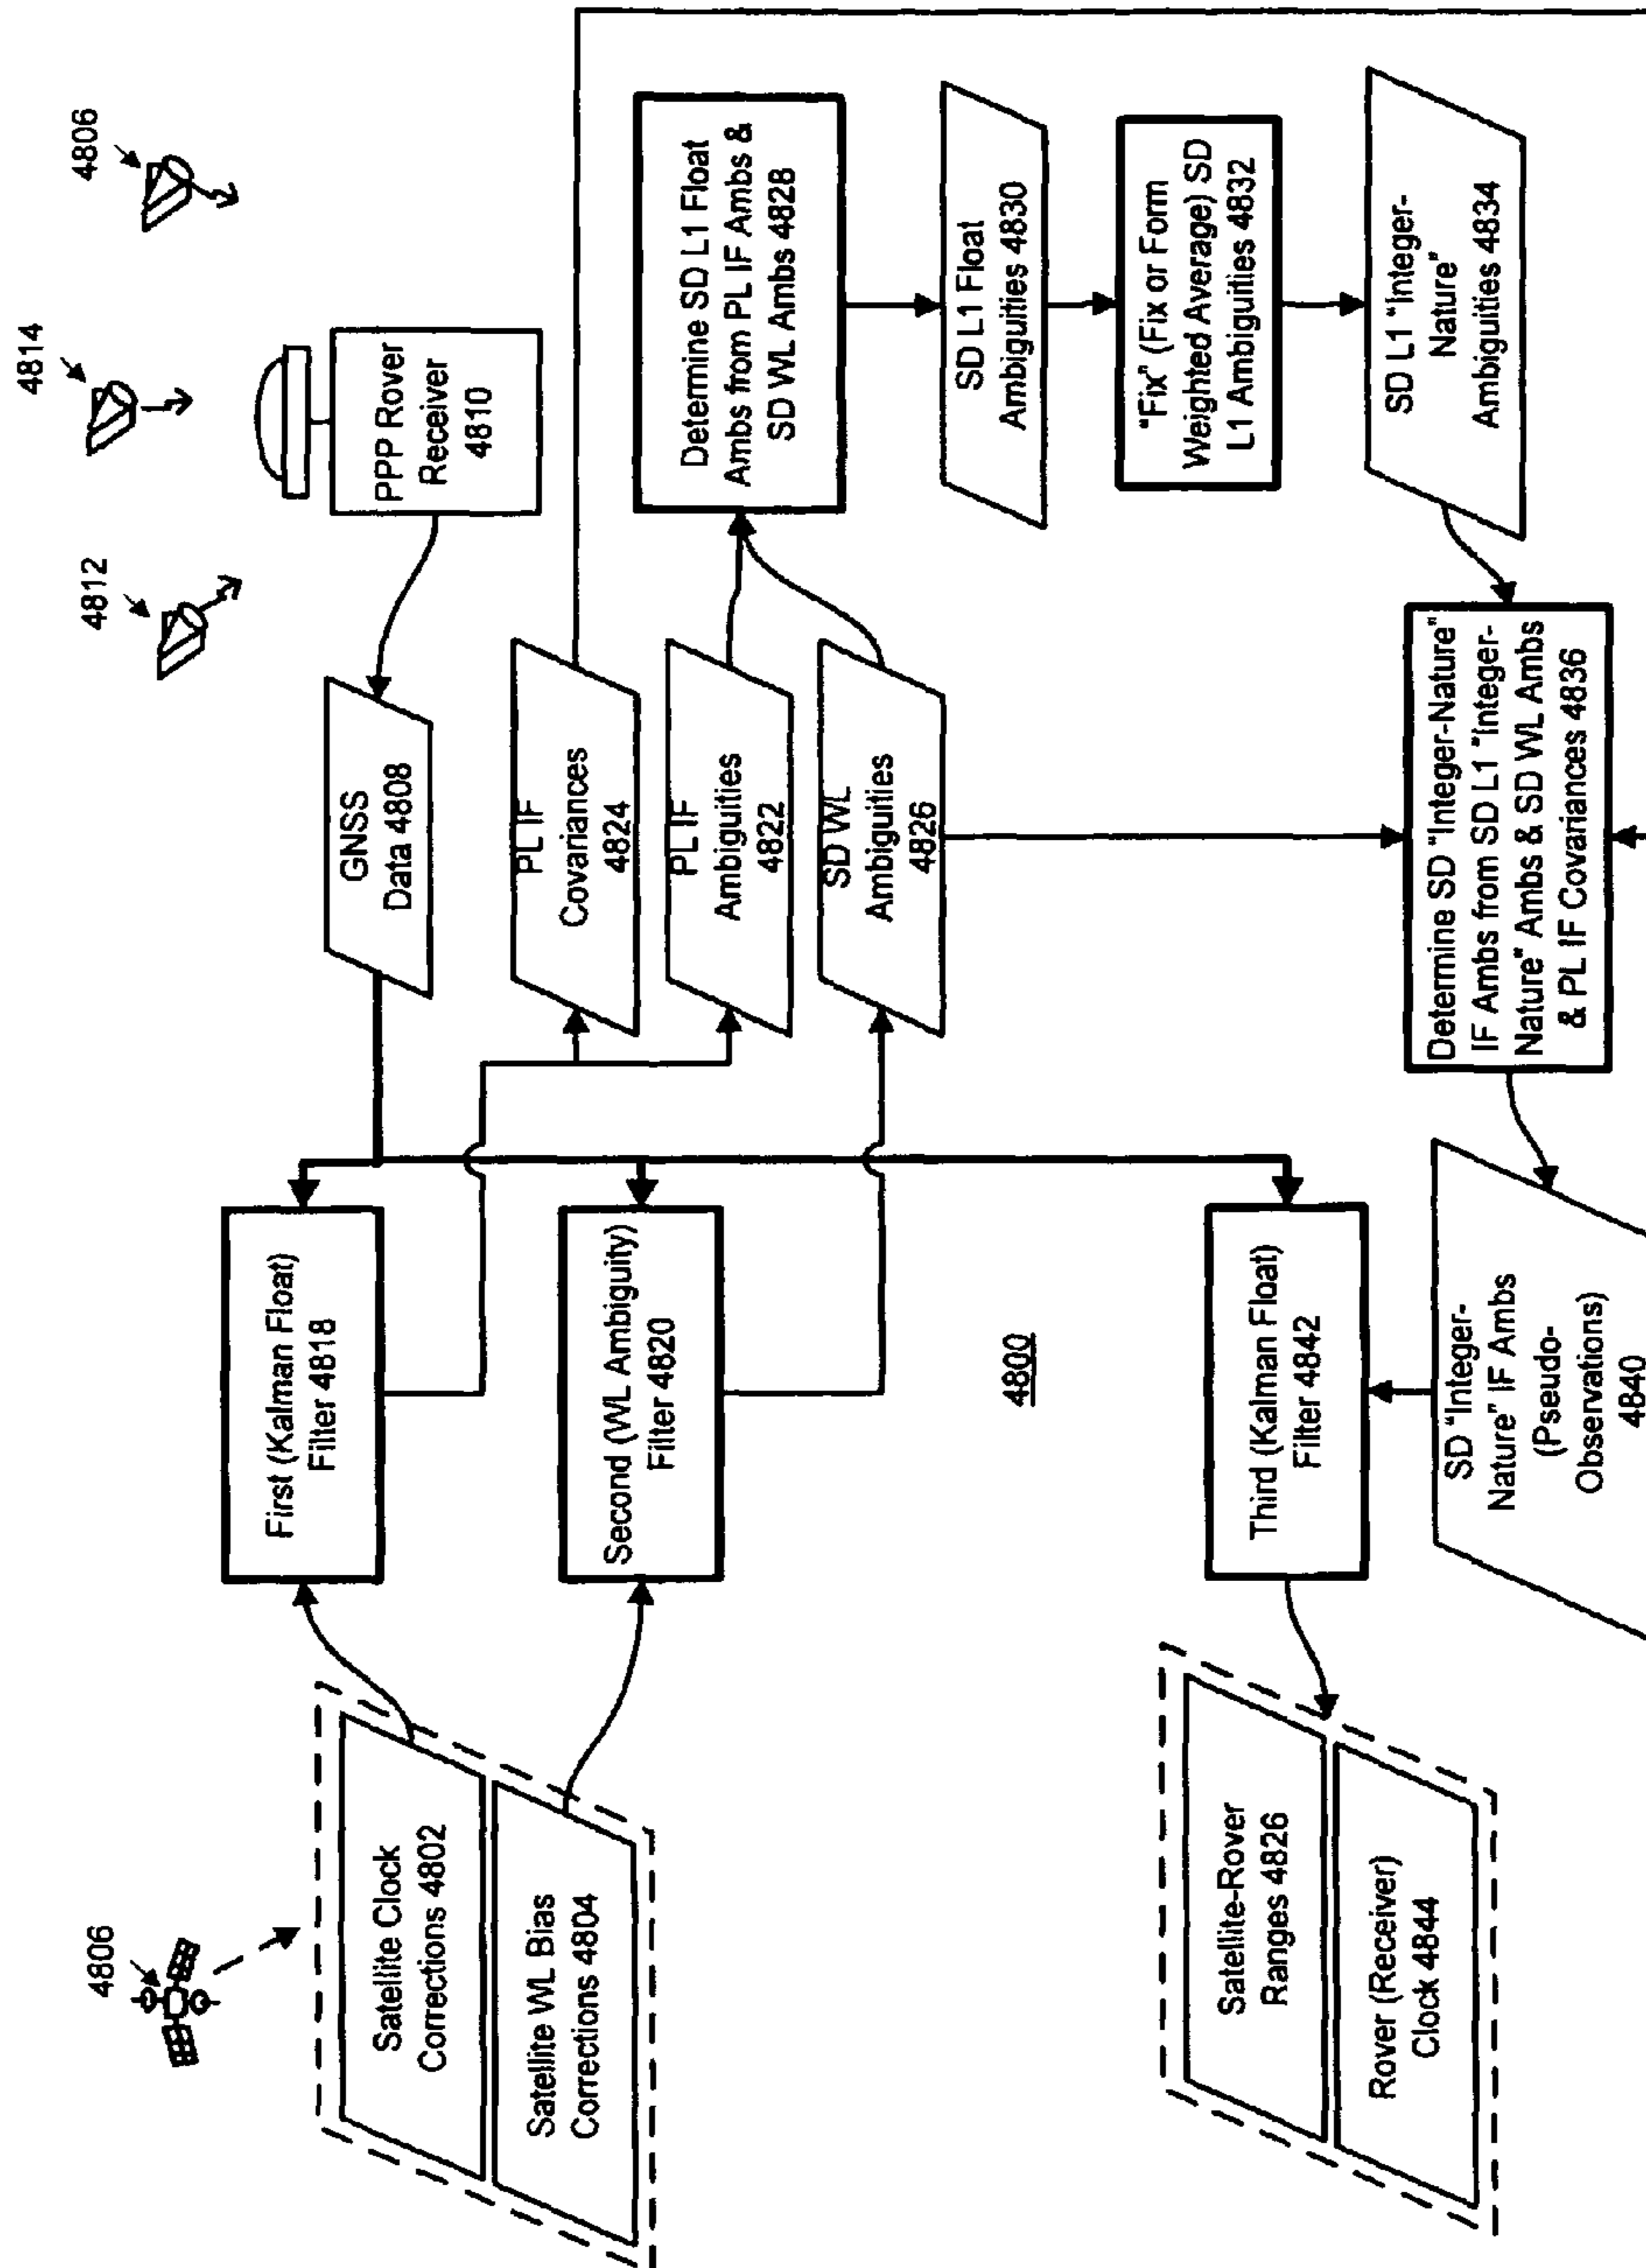 4806
4814
4812
4806
PPP Rover
Receiver
4810
GNSS
Data 4808
Satellite Clock
Corrections 4802
Satellite WL Bias
Corrections 4804
First (Kalman Float)
Filter 4818
Second (WL Ambiguity)
Filter 4820
PL IF
Covariances
4824
PL IF
Ambiguities
4822
SD WL
Ambiguities
4826
Determine SD L1 Float
Ambs from PL IF Ambs &
SD WL Ambs 4828
SD L1 Float
Ambiguities 4830
"Fix" (Fix or Form
Weighted Average) SD
L1 Ambiguities 4832
SD L1 "Integer-
Nature"
Ambiguities 4834
4800
Determine SD "Integer-Nature"
IF Ambs from SD L1 "Integer-
Nature" Ambs & SD WL Ambs
& PL IF Covariances 4836
SD "Integer-
Nature" IF Ambs
(Pseudo-
Observations)
4840
Third (Kalman Float)
Filter 4842
Satellite-Rover
Ranges 4826
Rover (Receiver)
Clock 4844